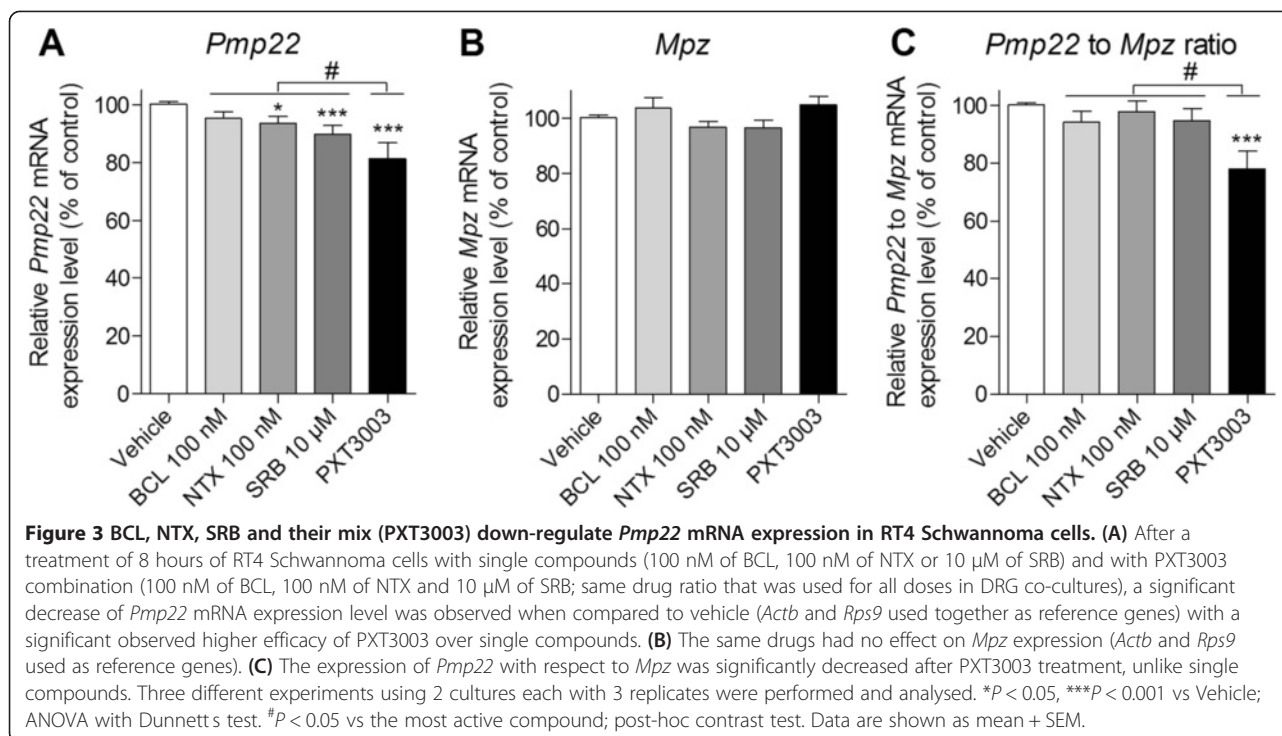 A Pmp22
Relative Pmp22 mRNA
expression level (% of control)
100
80
60
40
20
0
#
*
***
***
Vehicle
BCL 100 nM
NTX 100 nM
SRB 10 µM
PXT3003
B Mpz
Relative Mpz mRNA
expression level (% of control)
100
80
60
40
20
0
Vehicle
BCL 100 nM
NTX 100 nM
SRB 10 µM
PXT3003
C Pmp22 to Mpz ratio
Relative Pmp22 to Mpz mRNA
expression level (% of control)
100
80
60
40
20
0
#
***
Vehicle
BCL 100 nM
NTX 100 nM
SRB 10 µM
PXT3003
Figure 3 BCL, NTX, SRB and their mix (PXT3003) down-regulate Pmp22 mRNA expression in RT4 Schwannoma cells. (A) After a
treatment of 8 hours of RT4 Schwannoma cells with single compounds (100 nM of BCL, 100 nM of NTX or 10 µM of SRB) and with PXT3003
combination (100 nM of BCL, 100 nM of NTX and 10 µM of SRB; same drug ratio that was used for all doses in DRG co-cultures), a significant
decrease of Pmp22 mRNA expression level was observed when compared to vehicle (Actb and Rps9 used together as reference genes) with a
significant observed higher efficacy of PXT3003 over single compounds. (B) The same drugs had no effect on Mpz expression (Actb and Rps9
used as reference genes). (C) The expression of Pmp22 with respect to Mpz was significantly decreased after PXT3003 treatment, unlike single
compounds. Three different experiments using 2 cultures each with 3 replicates were performed and analysed. *P < 0.05, ***P < 0.001 vs Vehicle;
ANOVA with Dunnett s test. #P < 0.05 vs the most active compound; post-hoc contrast test. Data are shown as mean + SEM.